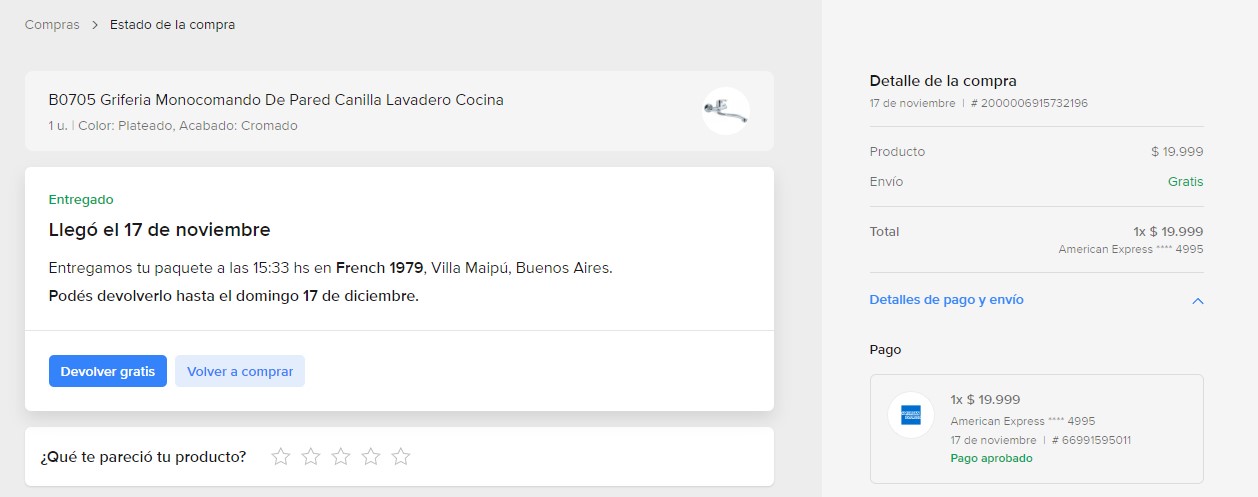 Compras > Estado de la compra
B0705 Griferia Monocomando De Pared Canilla Lavadero Cocina
1 u. | Color: Plateado, Acabado: Cromado
Entregado
Llegó el 17 de noviembre
Entregamos tu paquete a las 15:33 hs en French 1979, Villa Maipú, Buenos Aires.
Podés devolverlo hasta el domingo 17 de diciembre.
Devolver gratis
Volver a comprar
¿Qué te pareció tu producto?
Detalle de la compra
17 de noviembre | # 2000006915732196
Producto $ 19.999
Envío Gratis
Total 1x $ 19.999
American Express **** 4995
Detalles de pago y envío
Pago
1x $ 19.999
American Express **** 4995
17 de noviembre | # 66991595011
Pago aprobado